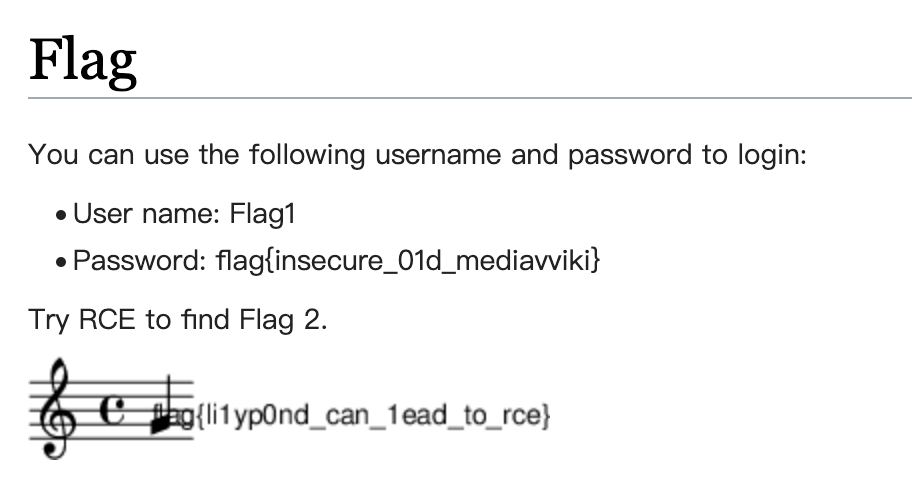 Flag
You can use the following username and password to login:
• User name: Flag1
• Password: flag{insecure_01d_mediavviki}
Try RCE to find Flag 2.
flag{li1yp0nd_can_1ead_to_rce}